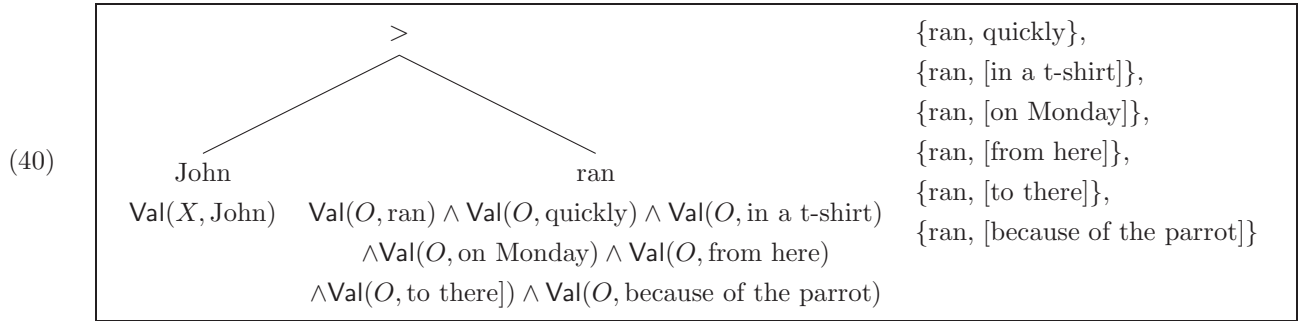 (40)
>
John ran
Val(X, John) Val(O, ran) ∧ Val(O, quickly) ∧ Val(O, in a t-shirt)
∧Val(O, on Monday) ∧ Val(O, from here)
∧Val(O, to there]) ∧ Val(O, because of the parrot)
{ran, quickly},
{ran, [in a t-shirt]},
{ran, [on Monday]},
{ran, [from here]},
{ran, [to there]},
{ran, [because of the parrot]}